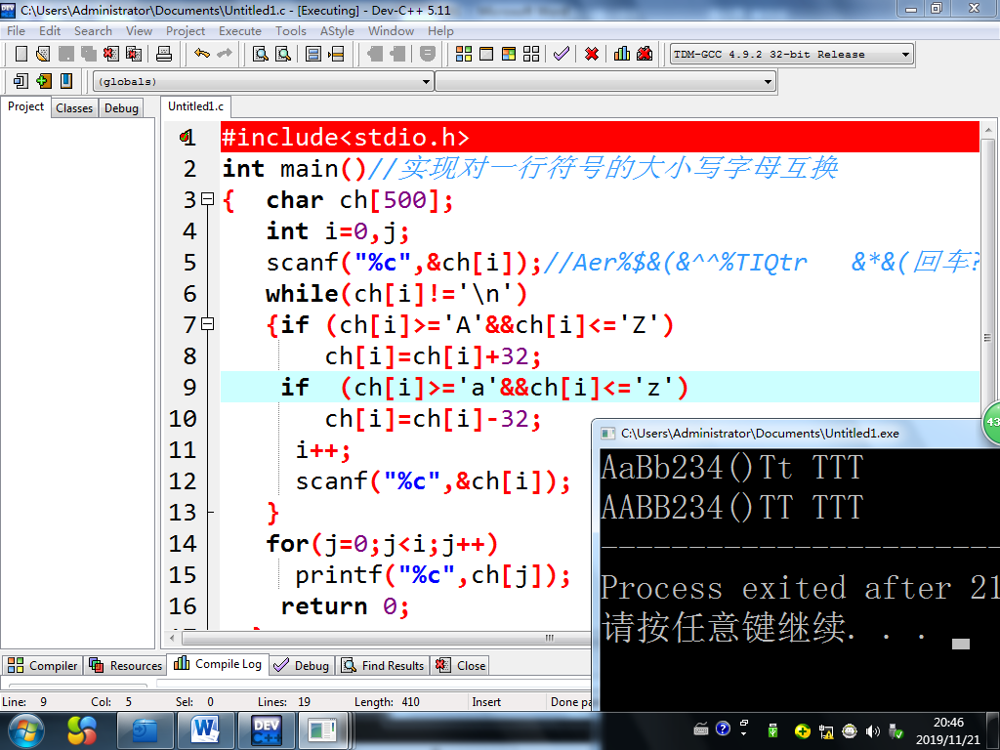 C:\Users\Administrator\Documents\Untitled1.c - [Executing] - Dev-C++ 5.11
File Edit Search View Project Execute Tools AStyle Window Help
TDM-GCC 4.9.2 32-bit Release
(globals)
Project Classes Debug
Untitled1.c
1 #include<stdio.h>
2 int main()//实现对一行符号的大小写字母互换
3 { char ch[500];
4 int i=0,j;
5 scanf("%c",&ch[i]);//Aer%$&(&^^%TIQtr &*&(回车?
6 while(ch[i]!='\n')
7 {if (ch[i]>='A'&&ch[i]<='Z')
8 ch[i]=ch[i]+32;
9 if (ch[i]>='a'&&ch[i]<='z')
10 ch[i]=ch[i]-32;
11 i++;
12 scanf("%c",&ch[i]);
13 }
14 for(j=0;j<i;j++)
15 printf("%c",ch[j]);
16 return 0;
C:\Users\Administrator\Documents\Untitled1.exe
AaBb234()Tt TTT
AABB234()TT TTT
-----------------------
Process exited after 21
请按任意键继续. . .
43
Compiler Resources Compile Log Debug Find Results Close
Line: 9 Col: 5 Sel: 0 Lines: 19 Length: 410 Insert Done pa
DEV C++
20:46
2019/11/21